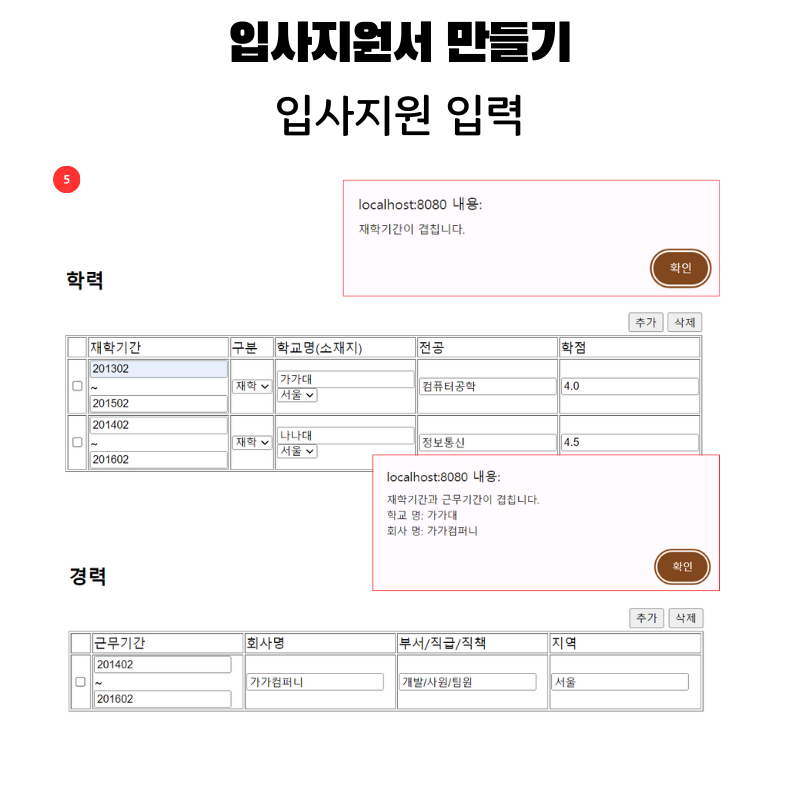 입사지원서 만들기
입사지원 입력
5
localhost:8080 내용:
재학기간이 겹칩니다.
확인
학력
추가 삭제
재학기간 구분 학교명(소재지) 전공 학점
201302
~
201502
재학
가가대
서울
컴퓨터공학
4.0
201402
~
201602
재학
나나대
서울
정보통신
4.5
localhost:8080 내용:
재학기간과 근무기간이 겹칩니다.
학교 명: 가가대
회사 명: 가가컴퍼니
확인
경력
추가 삭제
근무기간 회사명 부서/직급/직책 지역
201402
~
201602
가가컴퍼니
개발/사원/팀원
서울